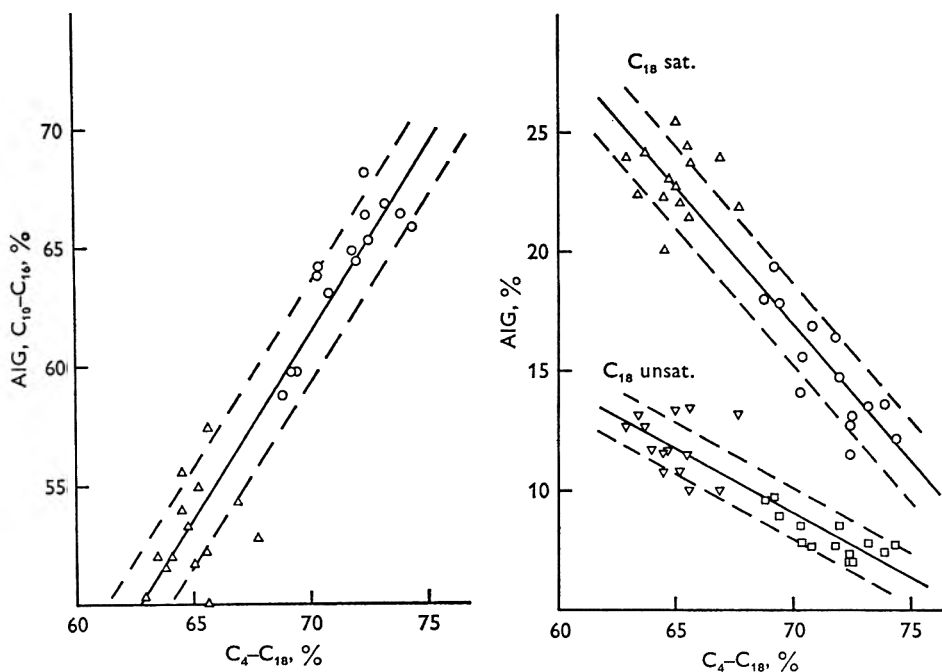 70
65
60
55
60 65 70 75
AIG, C₁₀–C₁₆, %
C₄–C₁₈, %
C₁₈ sat.
25
20
15
C₁₈ unsat.
10
60 65 70 75
AIG, %
C₄–C₁₈, %